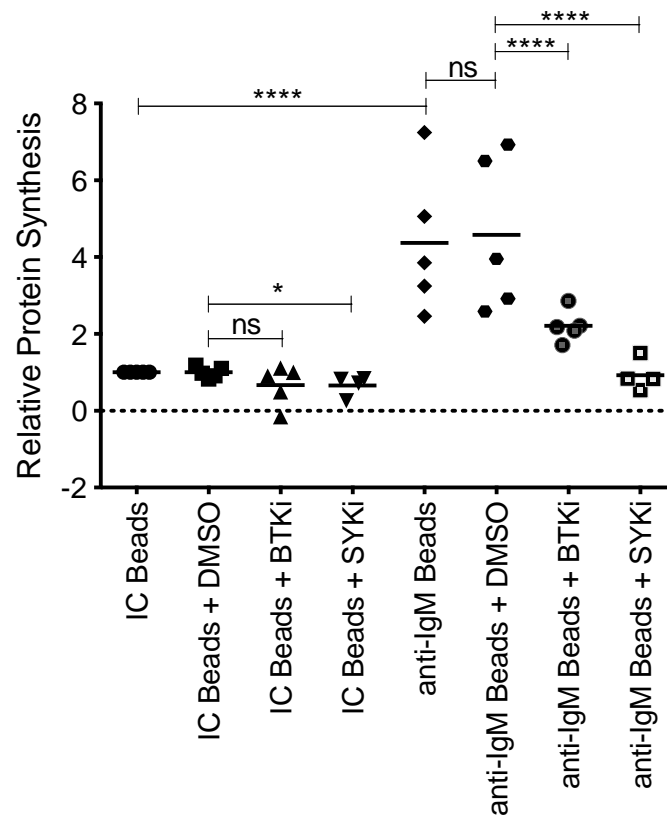 ****
ns
****
****
8
6
4
2
0
-2
*
ns
Relative Protein Synthesis
IC Beads
IC Beads + DMSO
IC Beads + BTKi
IC Beads + SYKi
anti-IgM Beads
anti-IgM Beads + DMSO
anti-IgM Beads + BTKi
anti-IgM Beads + SYKi